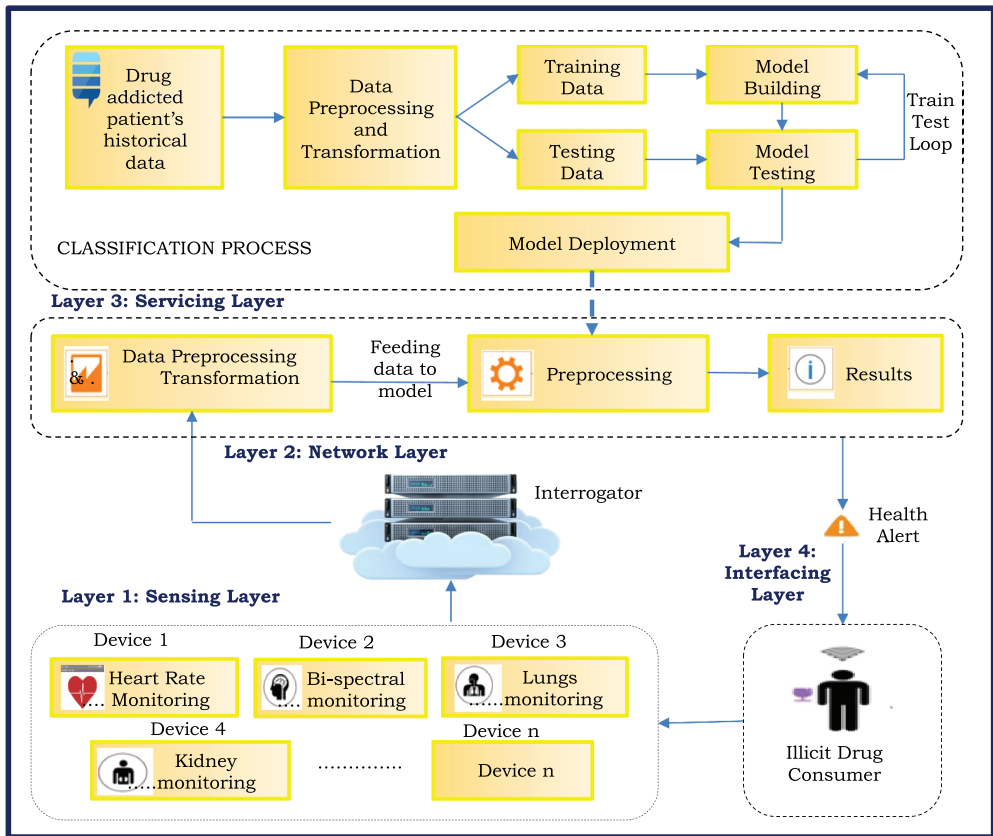 Drug
addicted
patient's
historical
data
Data
Preprocessing
and
Transformation
Training
Data
Testing
Data
Model
Building
Model
Testing
Train
Test
Loop
Model Deployment
CLASSIFICATION PROCESS
Layer 3: Servicing Layer
Data Preprocessing
& .
Transformation
Feeding
data to
model
Preprocessing
i
Results
Layer 2: Network Layer
Interrogator
Health
Alert
Layer 4:
Interfacing
Layer
Layer 1: Sensing Layer
Device 1
Heart Rate
.... Monitoring
Device 2
Bi-spectral
.... monitoring
Device 3
Lungs
......monitoring
Device 4
Kidney
.....monitoring
..............
Device n
Device n
Illicit Drug
Consumer